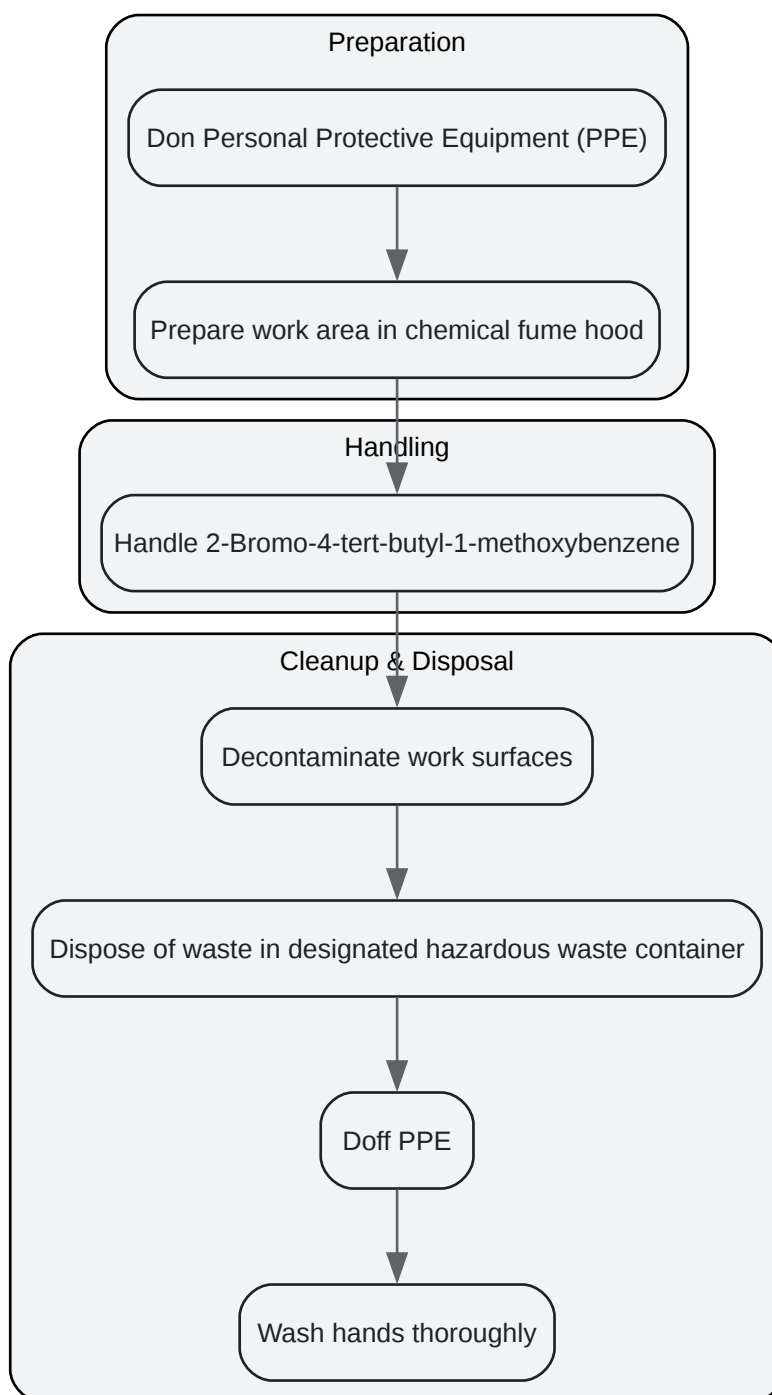 Preparation
Don Personal Protective Equipment (PPE)
Prepare work area in chemical fume hood
Handling
Handle 2-Bromo-4-tert-butyl-1-methoxybenzene
Cleanup & Disposal
Decontaminate work surfaces
Dispose of waste in designated hazardous waste container
Doff PPE
Wash hands thoroughly